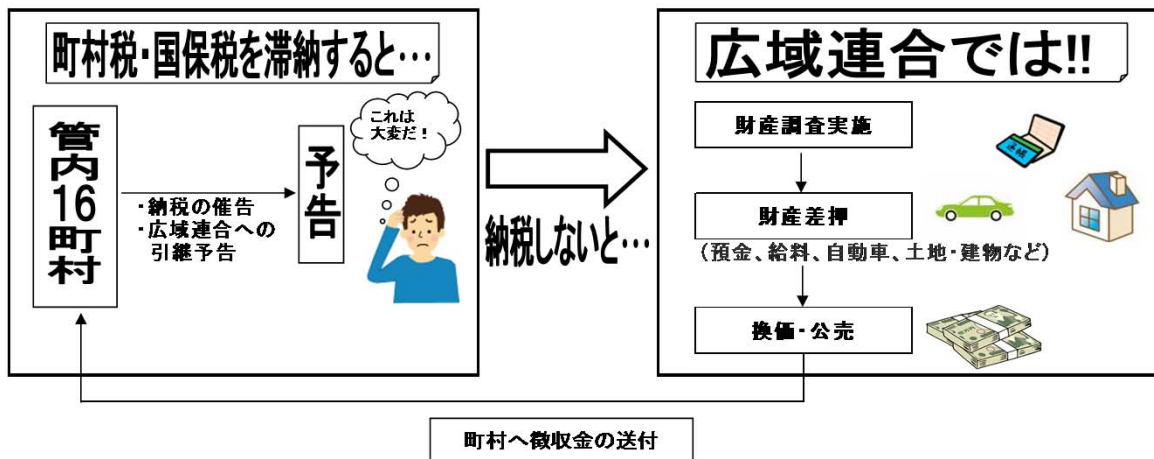 町村税・国保税を滞納すると・・・
管内16町村
・納税の催告
・広域連合への
引継予告
予告
これは
大変だ!
納税しないと・・・
広域連合では!!
財産調査実施
通帳
財産差押
(預金、給料、自動車、土地・建物など)
換価・公売
町村へ徴収金の送付